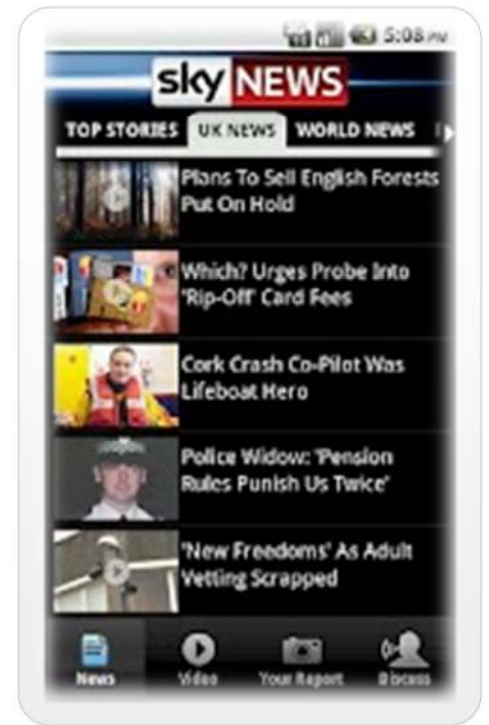 5:08 PM
sky NEWS
TOP STORIES UK NEWS WORLD NEWS
Plans To Sell English Forests
Put On Hold
Which? Urges Probe Into
'Rip-Off' Card Fees
Cork Crash Co-Pilot Was
Lifeboat Hero
Police Widow: 'Pension
Rules Punish Us Twice'
'New Freedoms' As Adult
Vetting Scrapped
News Video Your Report Discuss